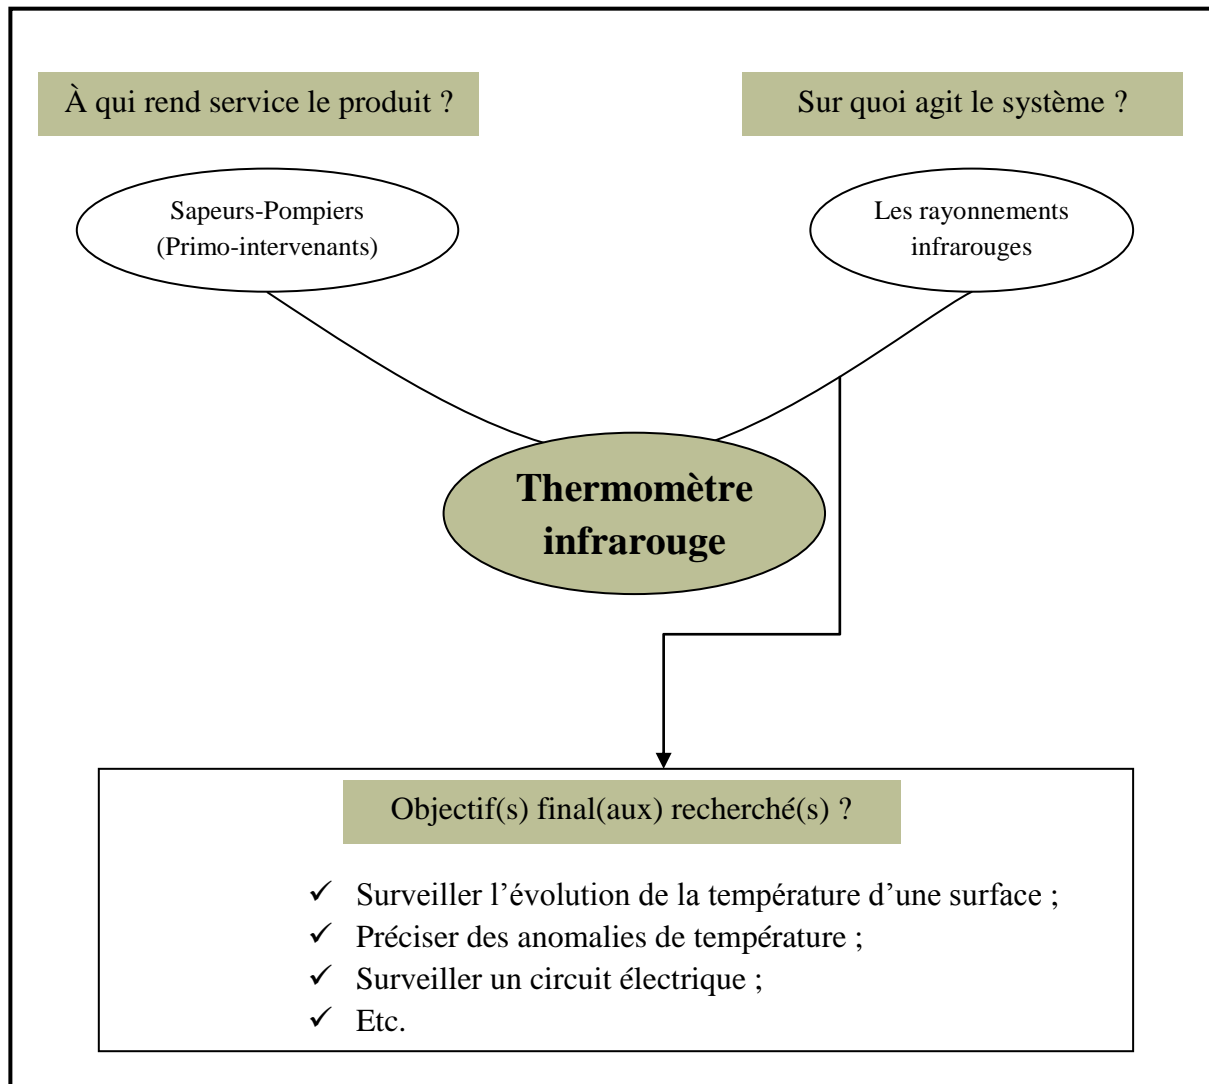 À qui rend service le produit ?
Sur quoi agit le système ?
Sapeurs-Pompiers
(Primo-intervenants)
Les rayonnements
infrarouges
Thermomètre
infrarouge
Objectif(s) final(aux) recherché(s) ?
✓ Surveiller l’évolution de la température d’une surface ;
✓ Préciser des anomalies de température ;
✓ Surveiller un circuit électrique ;
✓ Etc.